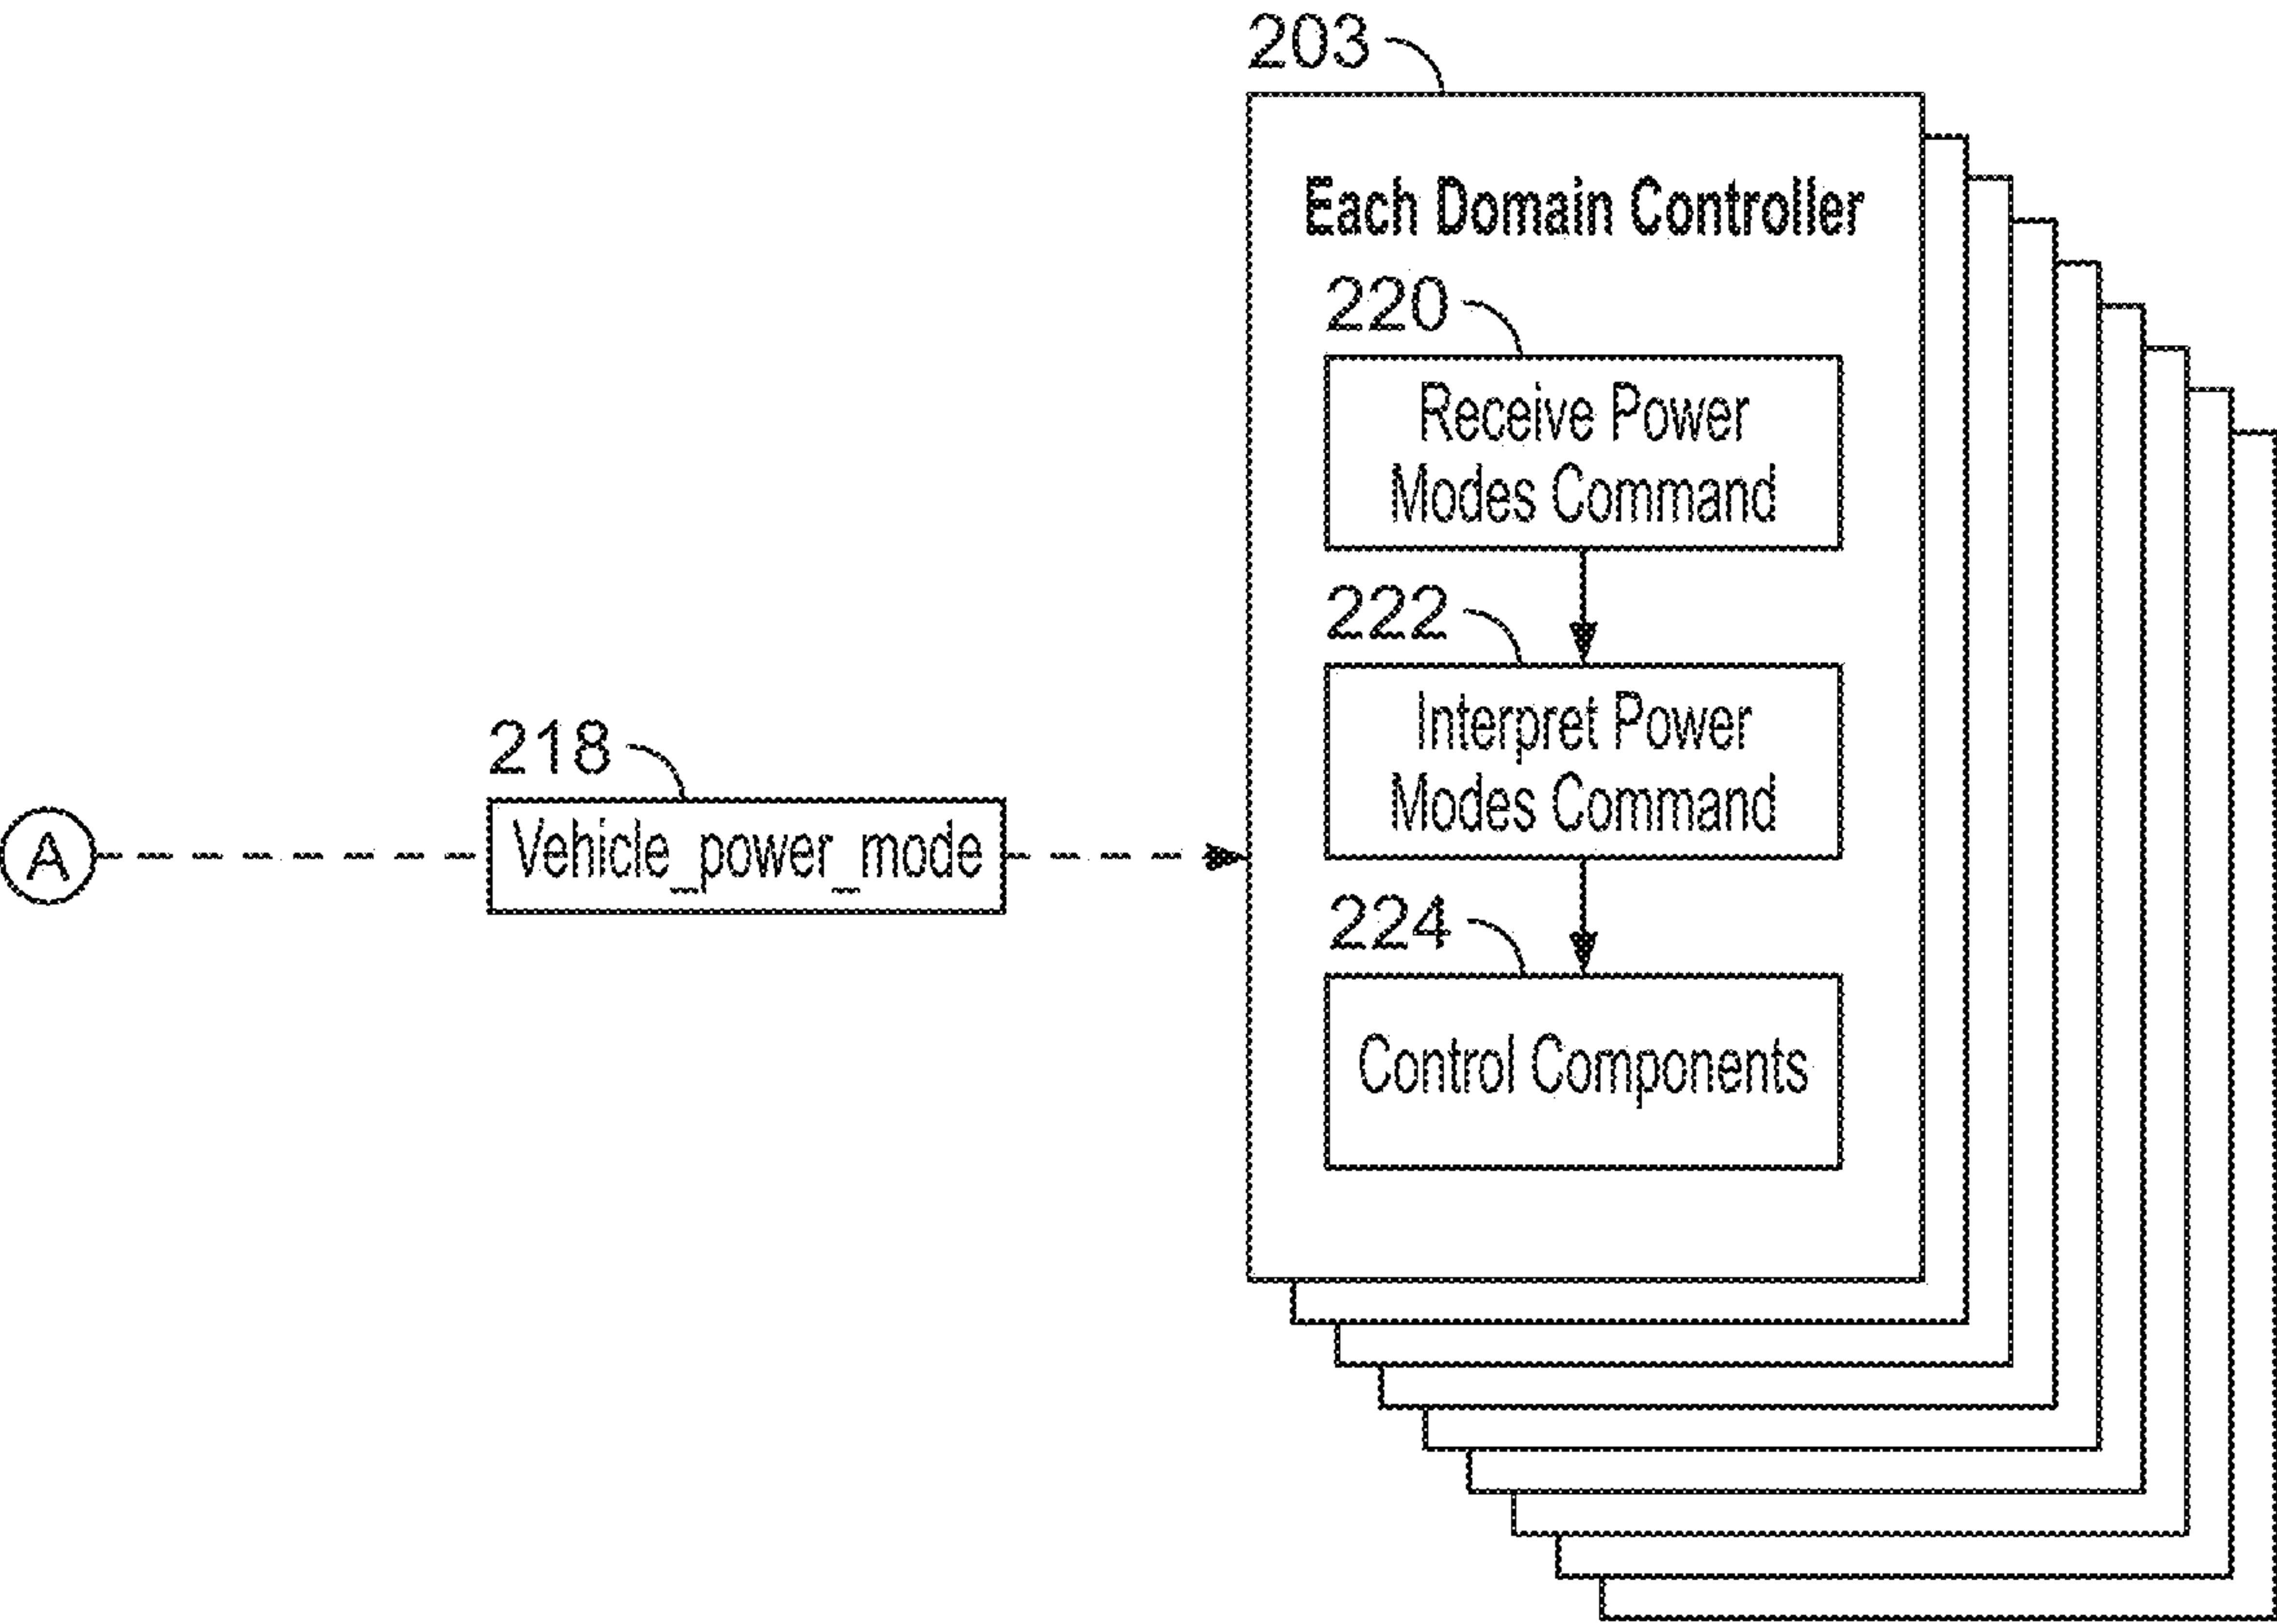 203
Each Domain Controller
220
Receive Power
Modes Command
222
Interpret Power
Modes Command
218
A
Vehicle_power_mode
224
Control Components